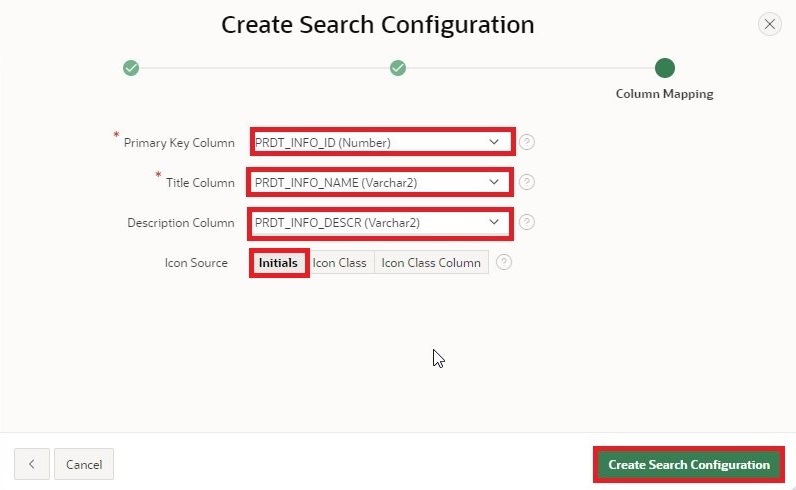 Create Search Configuration
Column Mapping
* Primary Key Column PRDT_INFO_ID (Number) ?
* Title Column PRDT_INFO_NAME (Varchar2) ?
Description Column PRDT_INFO_DESCR (Varchar2) ?
Icon Source Initials Icon Class Icon Class Column ?
Cancel Create Search Configuration